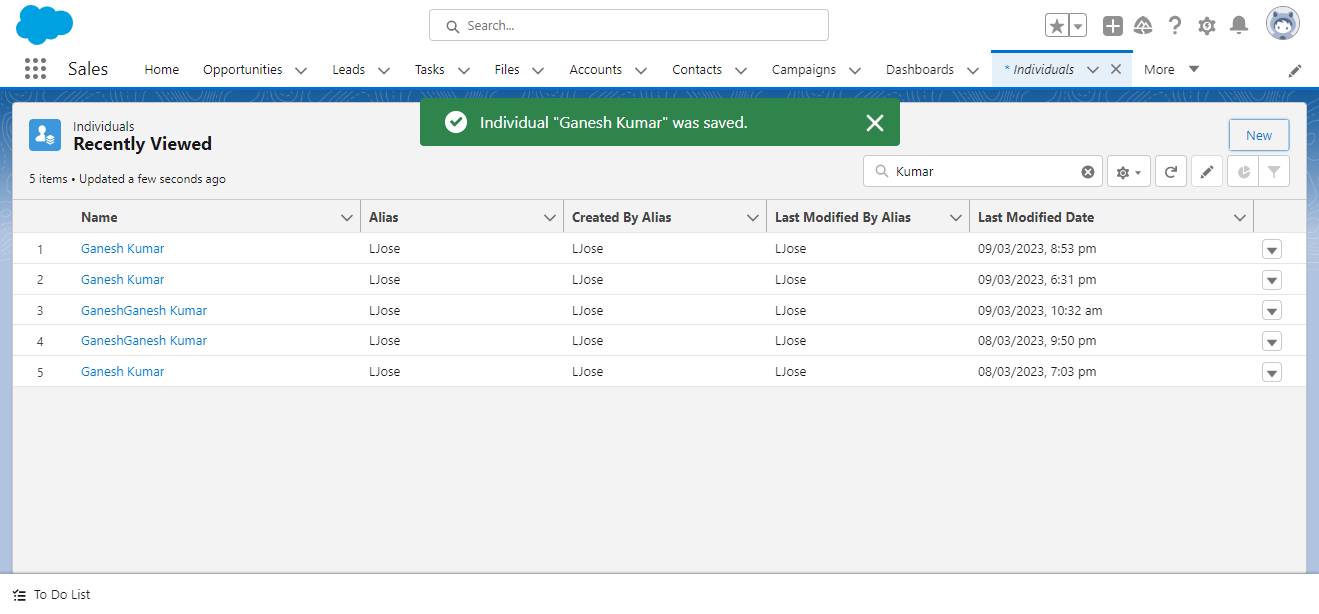 Search...
Sales
Home
Opportunities
Leads
Tasks
Files
Accounts
Contacts
Campaigns
Dashboards
* Individuals
More
Individual "Ganesh Kumar" was saved.
Individuals
Recently Viewed
New
5 items • Updated a few seconds ago
Kumar
Name Alias Created By Alias Last Modified By Alias Last Modified Date
1 Ganesh Kumar LJose LJose LJose 09/03/2023, 8:53 pm
2 Ganesh Kumar LJose LJose LJose 09/03/2023, 6:31 pm
3 GaneshGanesh Kumar LJose LJose LJose 09/03/2023, 10:32 am
4 GaneshGanesh Kumar LJose LJose LJose 08/03/2023, 9:50 pm
5 Ganesh Kumar LJose LJose LJose 08/03/2023, 7:03 pm
To Do List